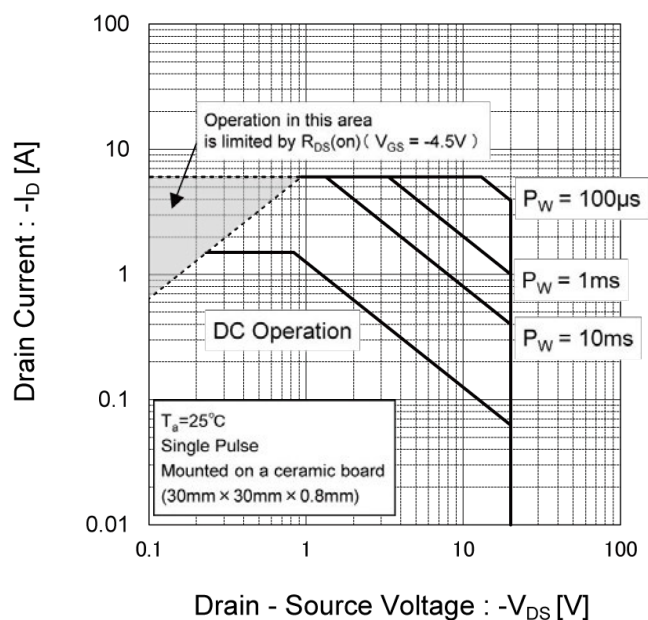 100
10
1
0.1
0.01
Drain Current : -I_D [A]
Operation in this area
is limited by R_DS(on) ( V_GS = -4.5V )
P_W = 100µs
P_W = 1ms
P_W = 10ms
DC Operation
T_a=25℃
Single Pulse
Mounted on a ceramic board
(30mm × 30mm × 0.8mm)
0.1
1
10
100
Drain - Source Voltage : -V_DS [V]